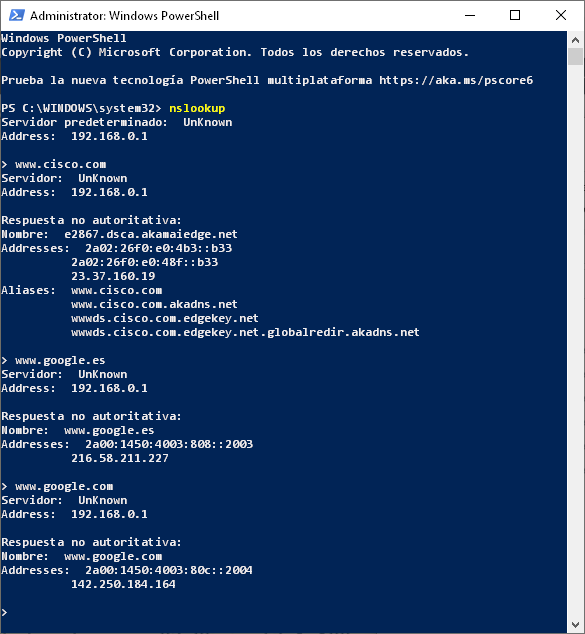 Administrator: Windows PowerShell
Windows PowerShell
Copyright (C) Microsoft Corporation. Todos los derechos reservados.
Prueba la nueva tecnología PowerShell multiplataforma https://aka.ms/pscore6
PS C:\WINDOWS\system32> nslookup
Servidor predeterminado:  UnKnown
Address:  192.168.0.1
> www.cisco.com
Servidor:  UnKnown
Address:  192.168.0.1
Respuesta no autoritativa:
Nombre:  e2867.dsca.akamaiedge.net
Addresses:  2a02:26f0:e0:4b3::b33
2a02:26f0:e0:48f::b33
23.37.160.19
Aliases:  www.cisco.com
www.cisco.com.akadns.net
wwwds.cisco.com.edgekey.net
wwwds.cisco.com.edgekey.net.globalredir.akadns.net
> www.google.es
Servidor:  UnKnown
Address:  192.168.0.1
Respuesta no autoritativa:
Nombre:  www.google.es
Addresses:  2a00:1450:4003:808::2003
216.58.211.227
> www.google.com
Servidor:  UnKnown
Address:  192.168.0.1
Respuesta no autoritativa:
Nombre:  www.google.com
Addresses:  2a00:1450:4003:80c::2004
142.250.184.164
>